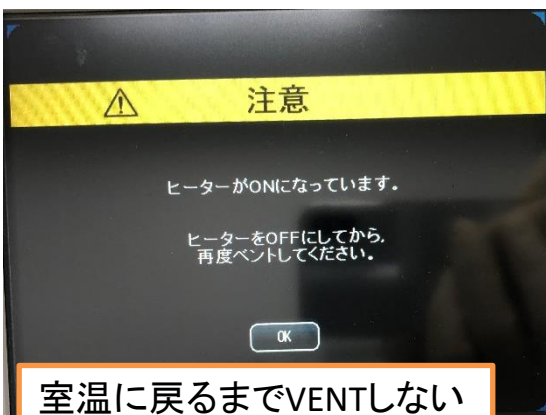 注意
ヒーターがONになっています。
ヒーターをOFFにしてから,
再度ベントしてください。
OK
室温に戻るまでVENTしない